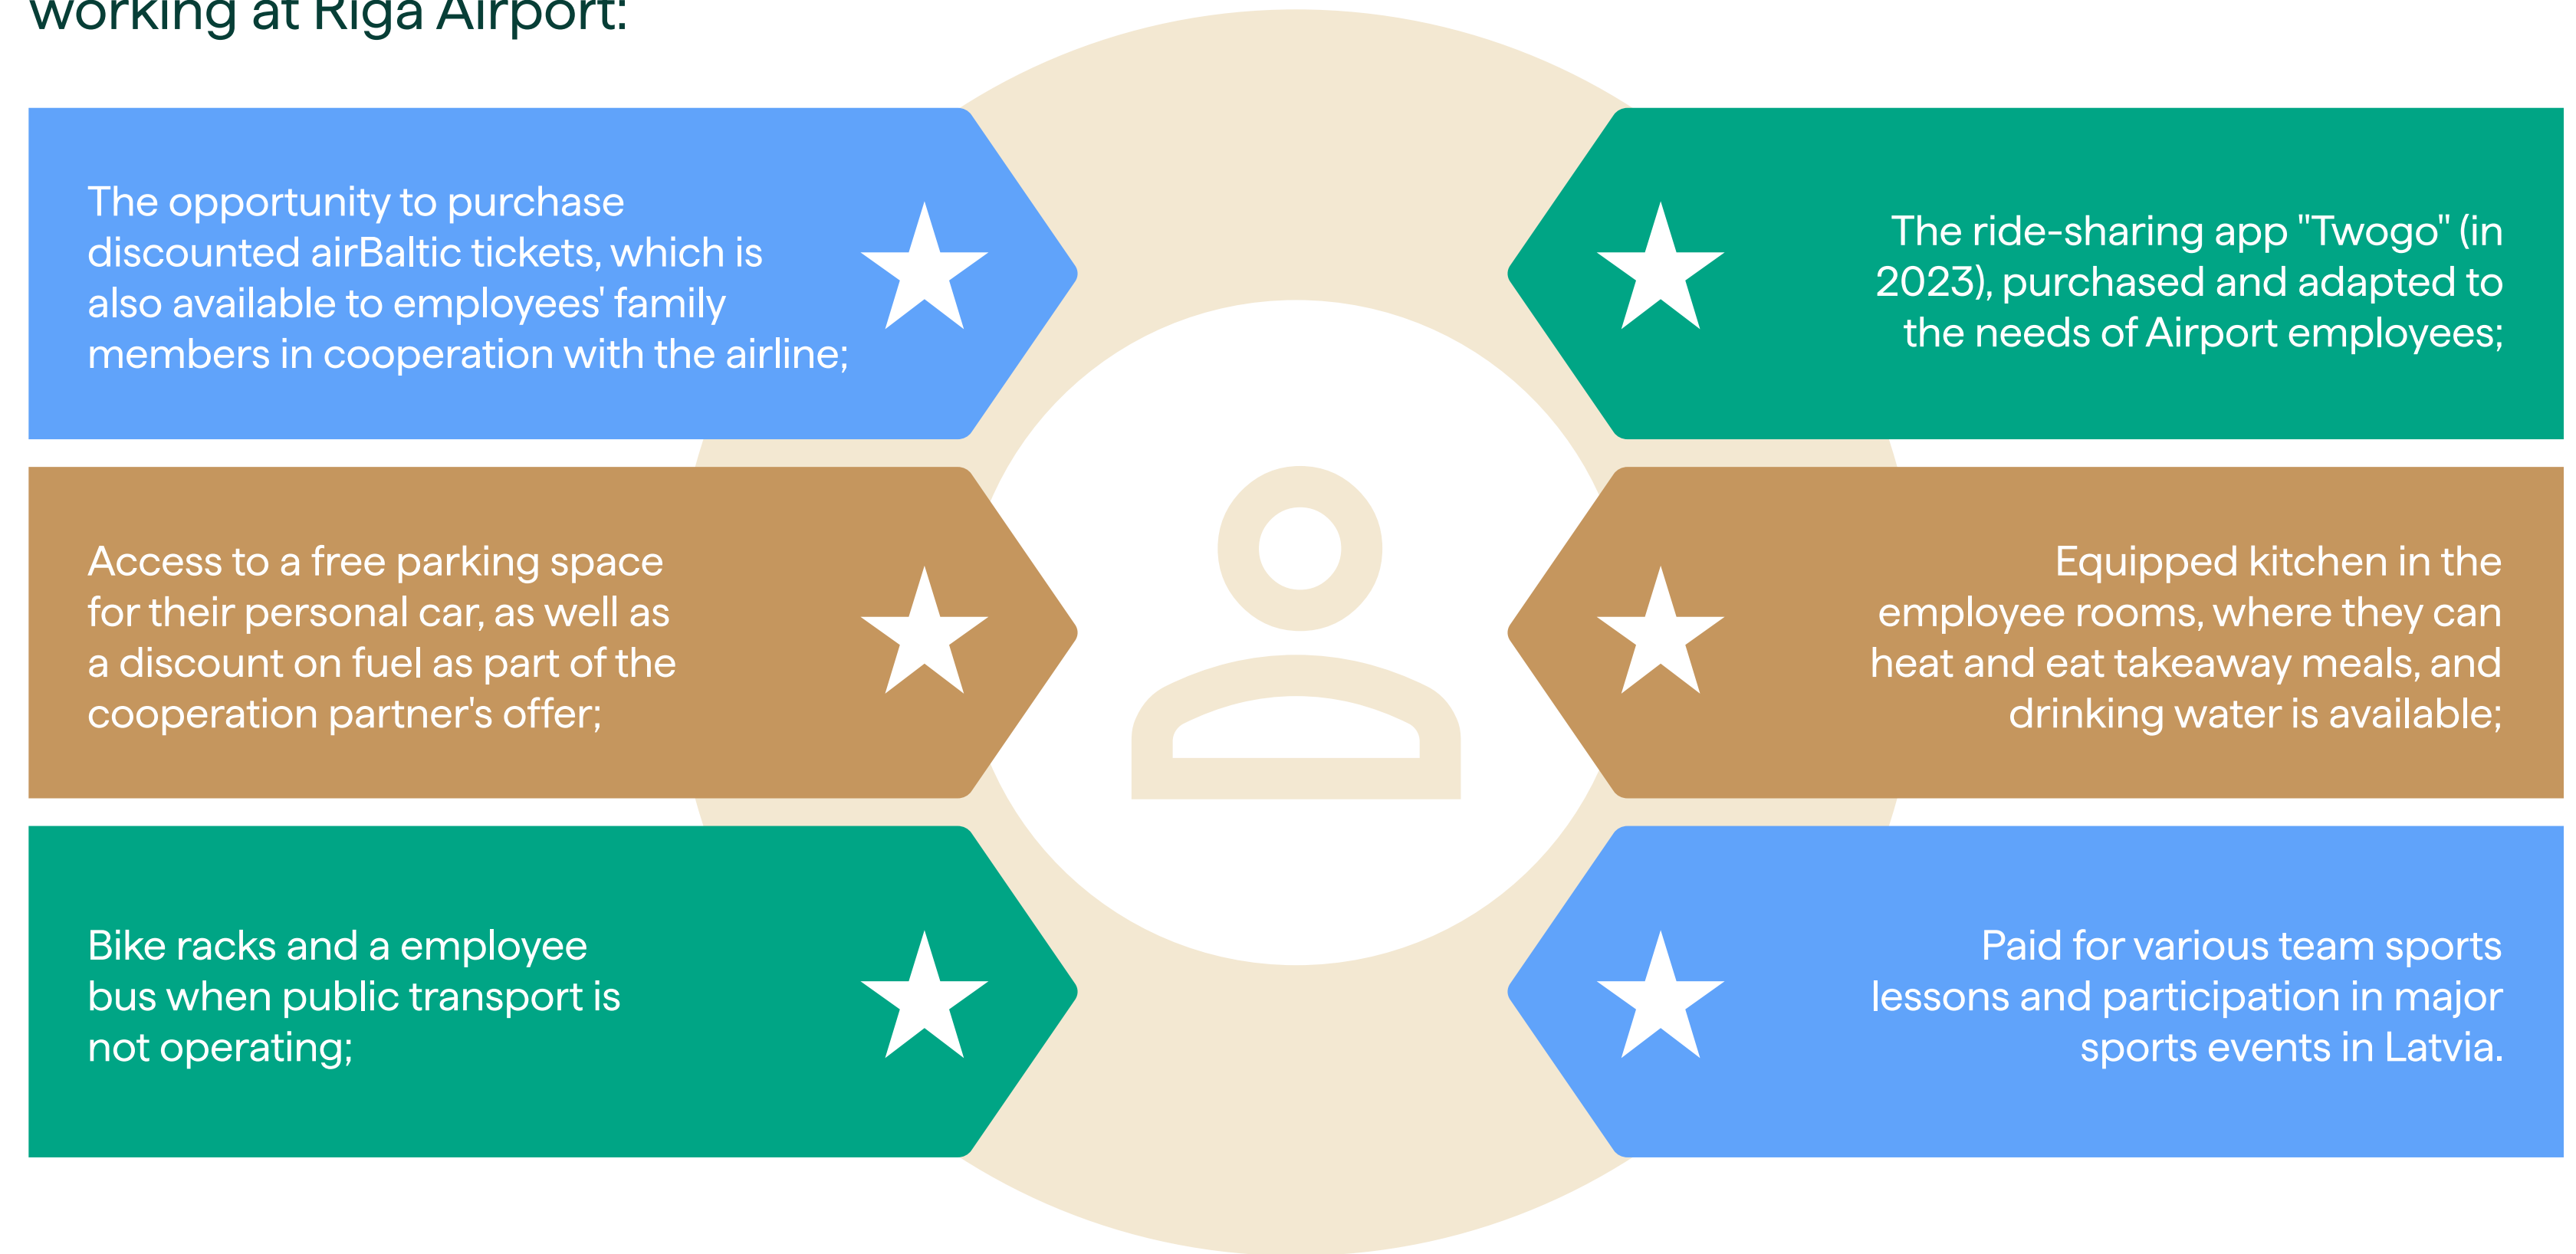 working at Riga Airport:
The opportunity to purchase
discounted airBaltic tickets, which is
also available to employees' family
members in cooperation with the airline;
Access to a free parking space
for their personal car, as well as
a discount on fuel as part of the
cooperation partner's offer;
Bike racks and a employee
bus when public transport is
not operating;
The ride-sharing app "Twogo" (in
2023), purchased and adapted to
the needs of Airport employees;
Equipped kitchen in the
employee rooms, where they can
heat and eat takeaway meals, and
drinking water is available;
Paid for various team sports
lessons and participation in major
sports events in Latvia.